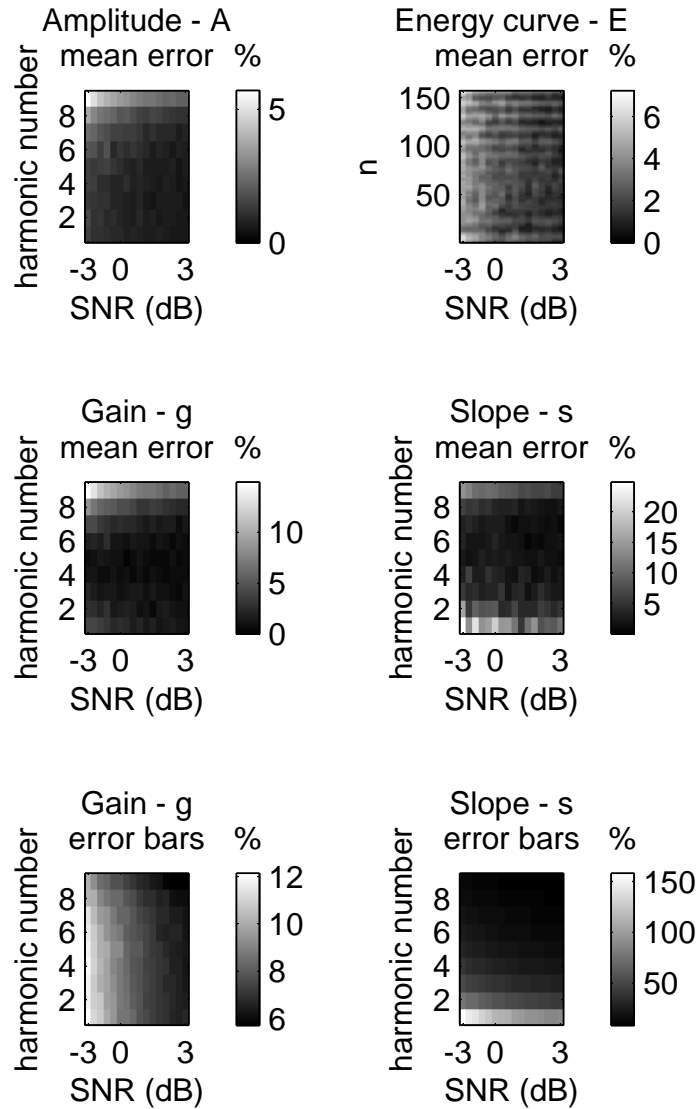 Amplitude - A
mean error %
harmonic number
8
6
4
2
-3 0 3
SNR (dB)
5
0
Energy curve - E
mean error %
n
150
100
50
-3 0 3
SNR (dB)
6
4
2
0
Gain - g
mean error %
harmonic number
8
6
4
2
-3 0 3
SNR (dB)
10
5
0
Slope - s
mean error %
harmonic number
8
6
4
2
-3 0 3
SNR (dB)
20
15
10
5
Gain - g
error bars %
harmonic number
8
6
4
2
-3 0 3
SNR (dB)
12
10
8
6
Slope - s
error bars %
harmonic number
8
6
4
2
-3 0 3
SNR (dB)
150
100
50